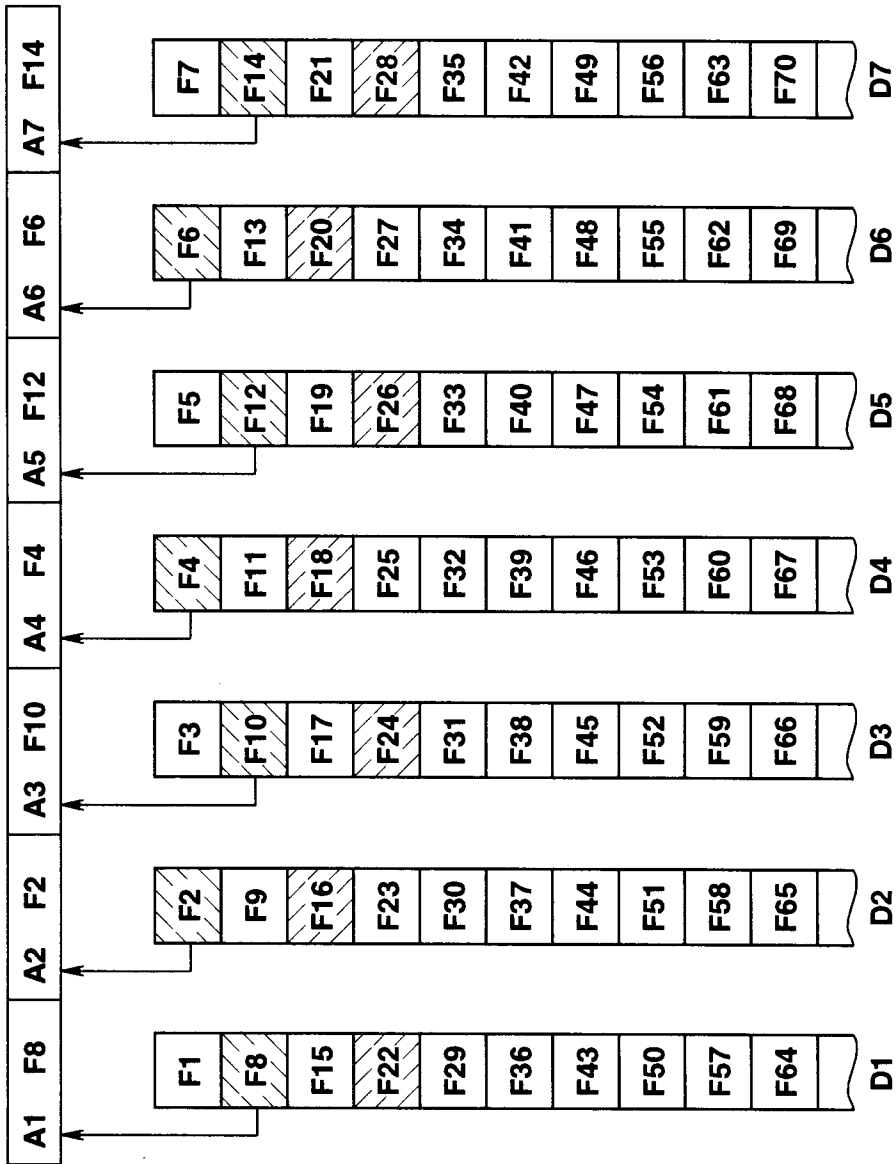 A1 F8 A2 F2 A3 F10 A4 F4 A5 F12 A6 F6 A7 F14
F1 F2 F3 F4 F5 F6 F7
F8 F9 F10 F11 F12 F13 F14
F15 F16 F17 F18 F19 F20 F21
F22 F23 F24 F25 F26 F27 F28
F29 F30 F31 F32 F33 F34 F35
F36 F37 F38 F39 F40 F41 F42
F43 F44 F45 F46 F47 F48 F49
F50 F51 F52 F53 F54 F55 F56
F57 F58 F59 F60 F61 F62 F63
F64 F65 F66 F67 F68 F69 F70
D1 D2 D3 D4 D5 D6 D7